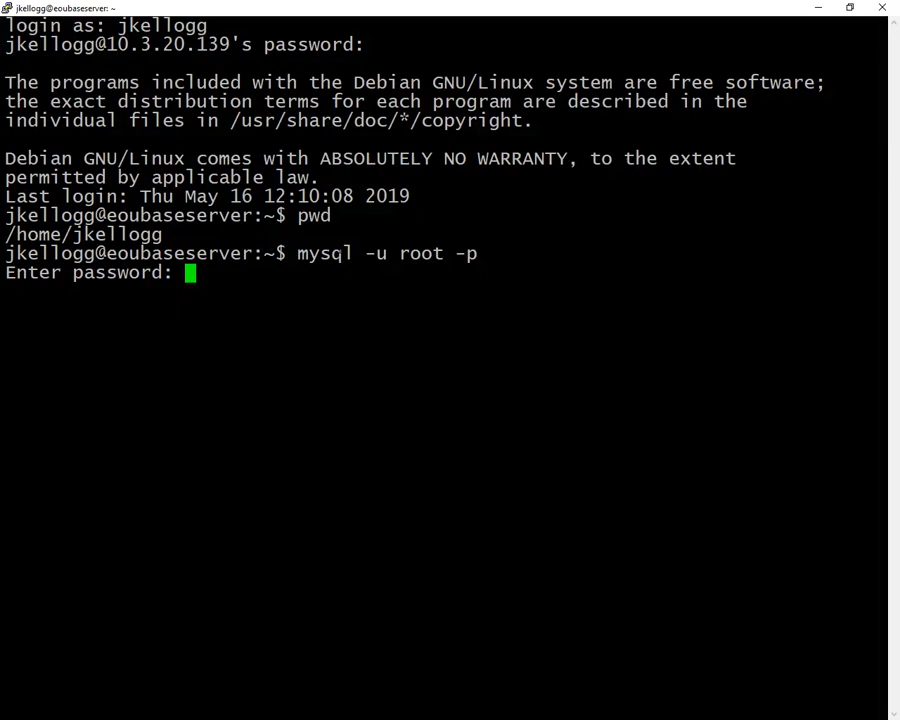 jkellogg@eoubaseserver: ~
login as: jkellogg
jkellogg@10.3.20.139's password:
The programs included with the Debian GNU/Linux system are free software;
the exact distribution terms for each program are described in the
individual files in /usr/share/doc/*/copyright.
Debian GNU/Linux comes with ABSOLUTELY NO WARRANTY, to the extent
permitted by applicable law.
Last login: Thu May 16 12:10:08 2019
jkellogg@eoubaseserver:~$ pwd
/home/jkellogg
jkellogg@eoubaseserver:~$ mysql -u root -p
Enter password: